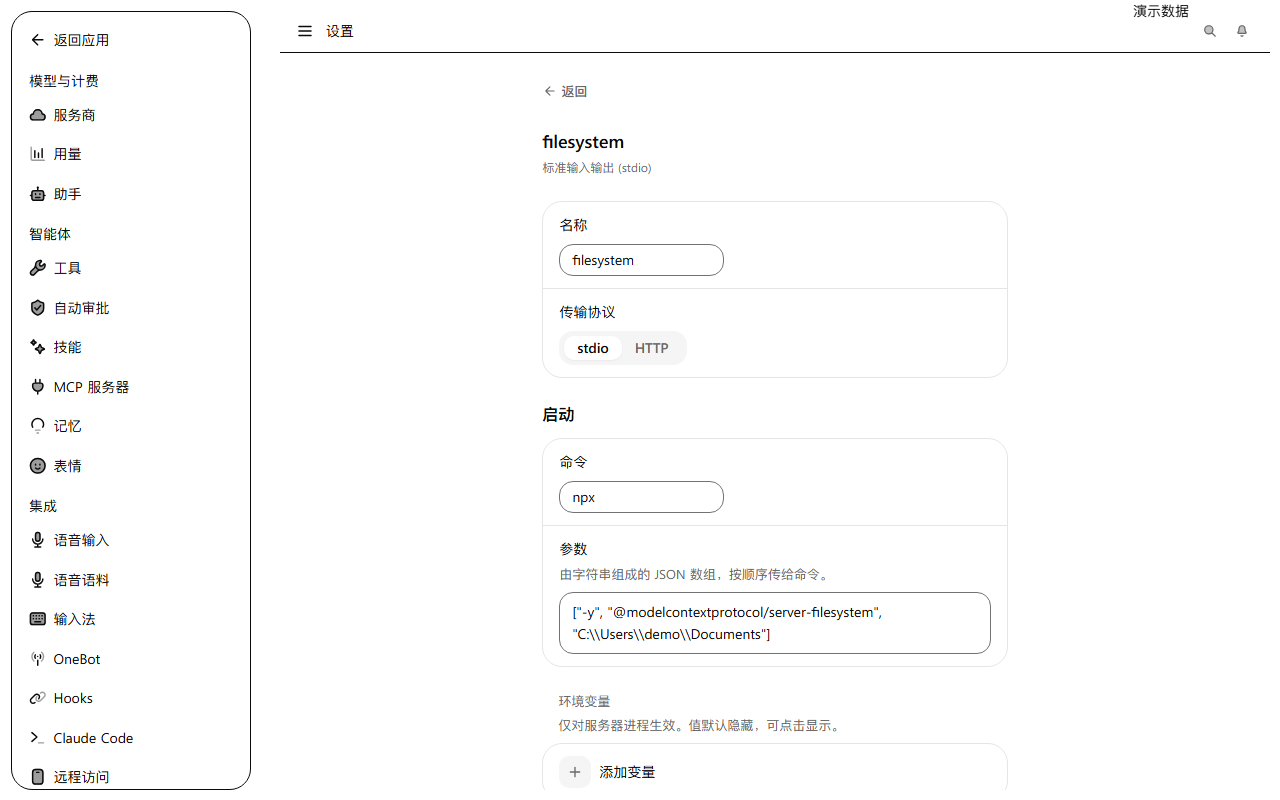 返回应用
模型与计费
服务商
用量
助手
智能体
工具
自动审批
技能
MCP 服务器
记忆
表情
集成
语音输入
语音语料
输入法
OneBot
Hooks
Claude Code
远程访问
设置
演示数据
返回
filesystem
标准输入输出 (stdio)
名称
filesystem
传输协议
stdio HTTP
启动
命令
npx
参数
由字符串组成的 JSON 数组，按顺序传给命令。
["-y", "@modelcontextprotocol/server-filesystem",
"C:\\Users\\demo\\Documents"]
环境变量
仅对服务器进程生效。值默认隐藏，可点击显示。
添加变量